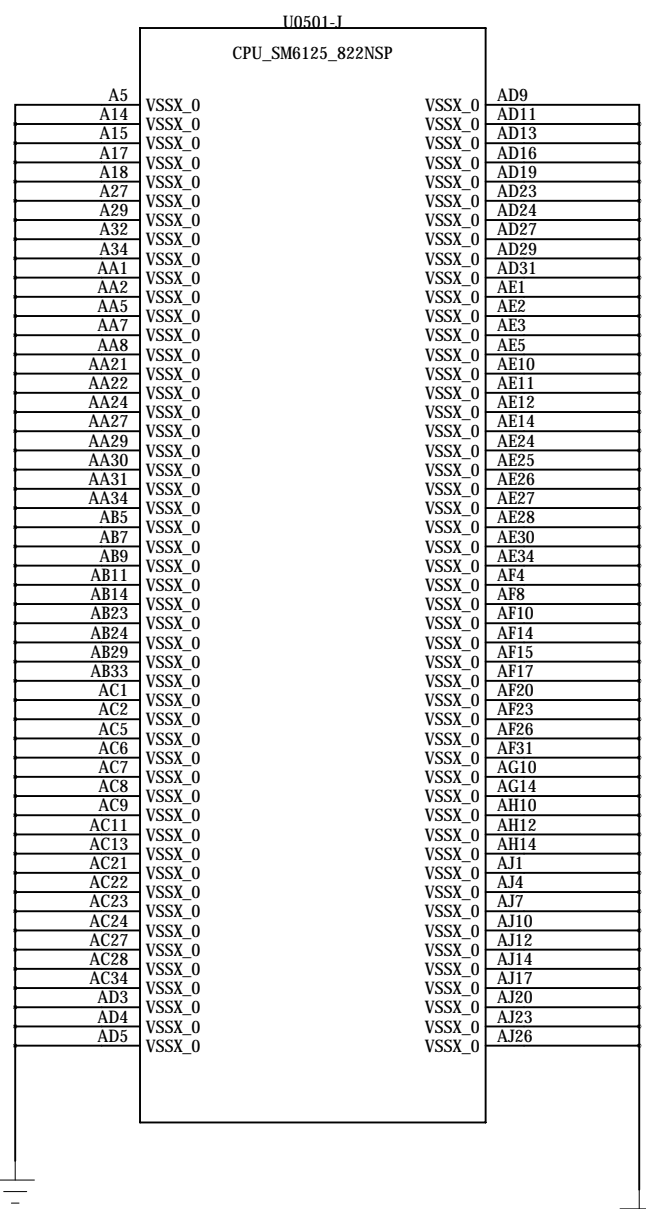 U0501-J
CPU_SM6125_822NSP
A5 VSSX_0 VSSX_0 AD9
A14 VSSX_0 VSSX_0 AD11
A15 VSSX_0 VSSX_0 AD13
A17 VSSX_0 VSSX_0 AD16
A18 VSSX_0 VSSX_0 AD19
A27 VSSX_0 VSSX_0 AD23
A29 VSSX_0 VSSX_0 AD24
A32 VSSX_0 VSSX_0 AD27
A34 VSSX_0 VSSX_0 AD29
AA1 VSSX_0 VSSX_0 AD31
AA2 VSSX_0 VSSX_0 AE1
AA5 VSSX_0 VSSX_0 AE2
AA7 VSSX_0 VSSX_0 AE3
AA8 VSSX_0 VSSX_0 AE5
AA21 VSSX_0 VSSX_0 AE10
AA22 VSSX_0 VSSX_0 AE11
AA24 VSSX_0 VSSX_0 AE12
AA27 VSSX_0 VSSX_0 AE14
AA29 VSSX_0 VSSX_0 AE24
AA30 VSSX_0 VSSX_0 AE25
AA31 VSSX_0 VSSX_0 AE26
AA34 VSSX_0 VSSX_0 AE27
AB5 VSSX_0 VSSX_0 AE28
AB7 VSSX_0 VSSX_0 AE30
AB9 VSSX_0 VSSX_0 AE34
AB11 VSSX_0 VSSX_0 AF4
AB14 VSSX_0 VSSX_0 AF8
AB23 VSSX_0 VSSX_0 AF10
AB24 VSSX_0 VSSX_0 AF14
AB29 VSSX_0 VSSX_0 AF15
AB33 VSSX_0 VSSX_0 AF17
AC1 VSSX_0 VSSX_0 AF20
AC2 VSSX_0 VSSX_0 AF23
AC5 VSSX_0 VSSX_0 AF26
AC6 VSSX_0 VSSX_0 AF31
AC7 VSSX_0 VSSX_0 AG10
AC8 VSSX_0 VSSX_0 AG14
AC9 VSSX_0 VSSX_0 AH10
AC11 VSSX_0 VSSX_0 AH12
AC13 VSSX_0 VSSX_0 AH14
AC21 VSSX_0 VSSX_0 AJ1
AC22 VSSX_0 VSSX_0 AJ4
AC23 VSSX_0 VSSX_0 AJ7
AC24 VSSX_0 VSSX_0 AJ10
AC27 VSSX_0 VSSX_0 AJ12
AC28 VSSX_0 VSSX_0 AJ14
AC34 VSSX_0 VSSX_0 AJ17
AD3 VSSX_0 VSSX_0 AJ20
AD4 VSSX_0 VSSX_0 AJ23
AD5 VSSX_0 VSSX_0 AJ26